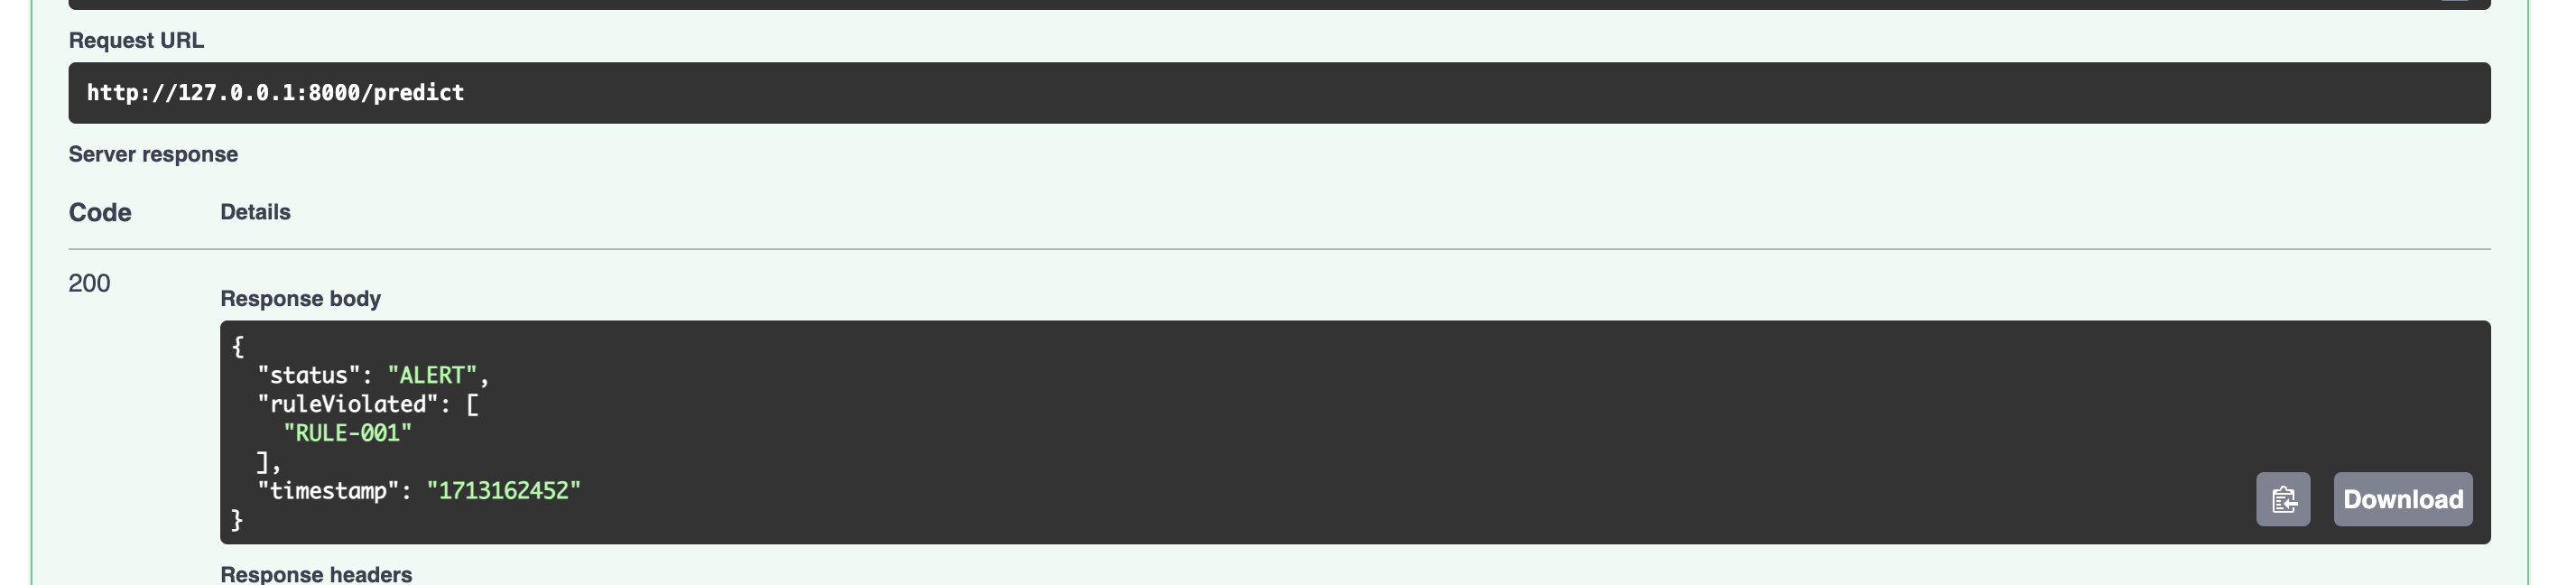 Request URL
http://127.0.0.1:8000/predict
Server response
Code Details
200
Response body
{
"status": "ALERT",
"ruleViolated": [
"RULE-001"
],
"timestamp": "1713162452"
}
Download
Response headers